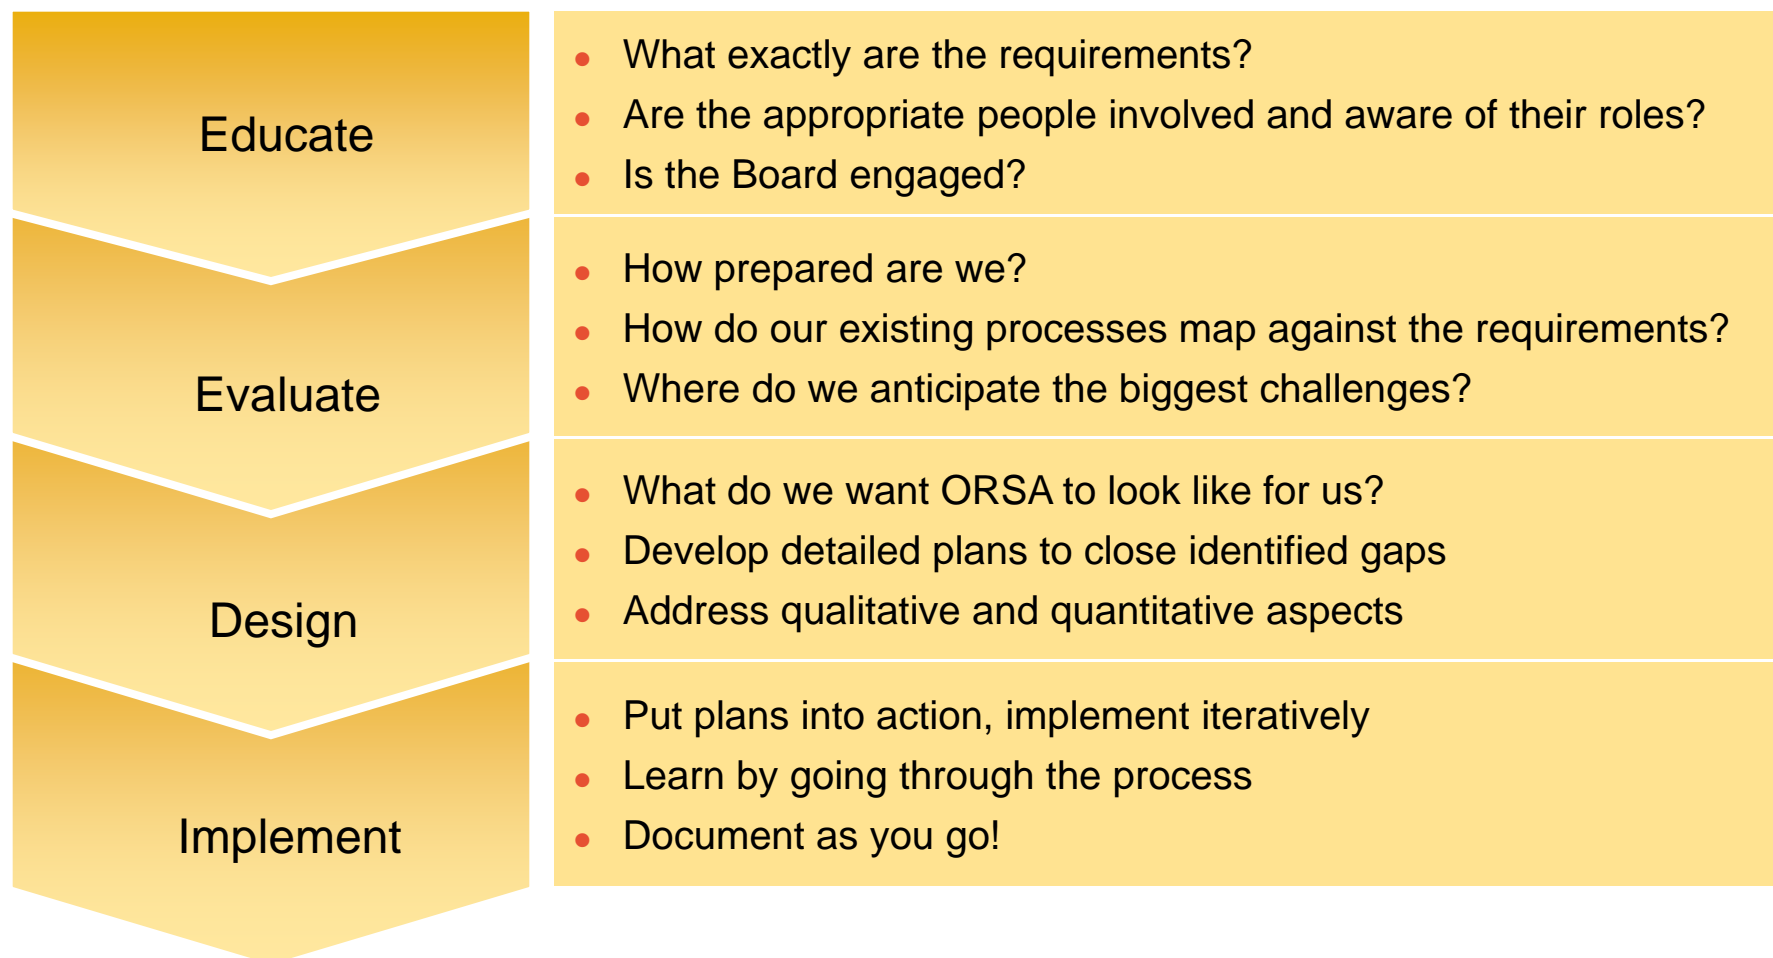 Educate
• What exactly are the requirements?
• Are the appropriate people involved and aware of their roles?
• Is the Board engaged?
Evaluate
• How prepared are we?
• How do our existing processes map against the requirements?
• Where do we anticipate the biggest challenges?
Design
• What do we want ORSA to look like for us?
• Develop detailed plans to close identified gaps
• Address qualitative and quantitative aspects
Implement
• Put plans into action, implement iteratively
• Learn by going through the process
• Document as you go!